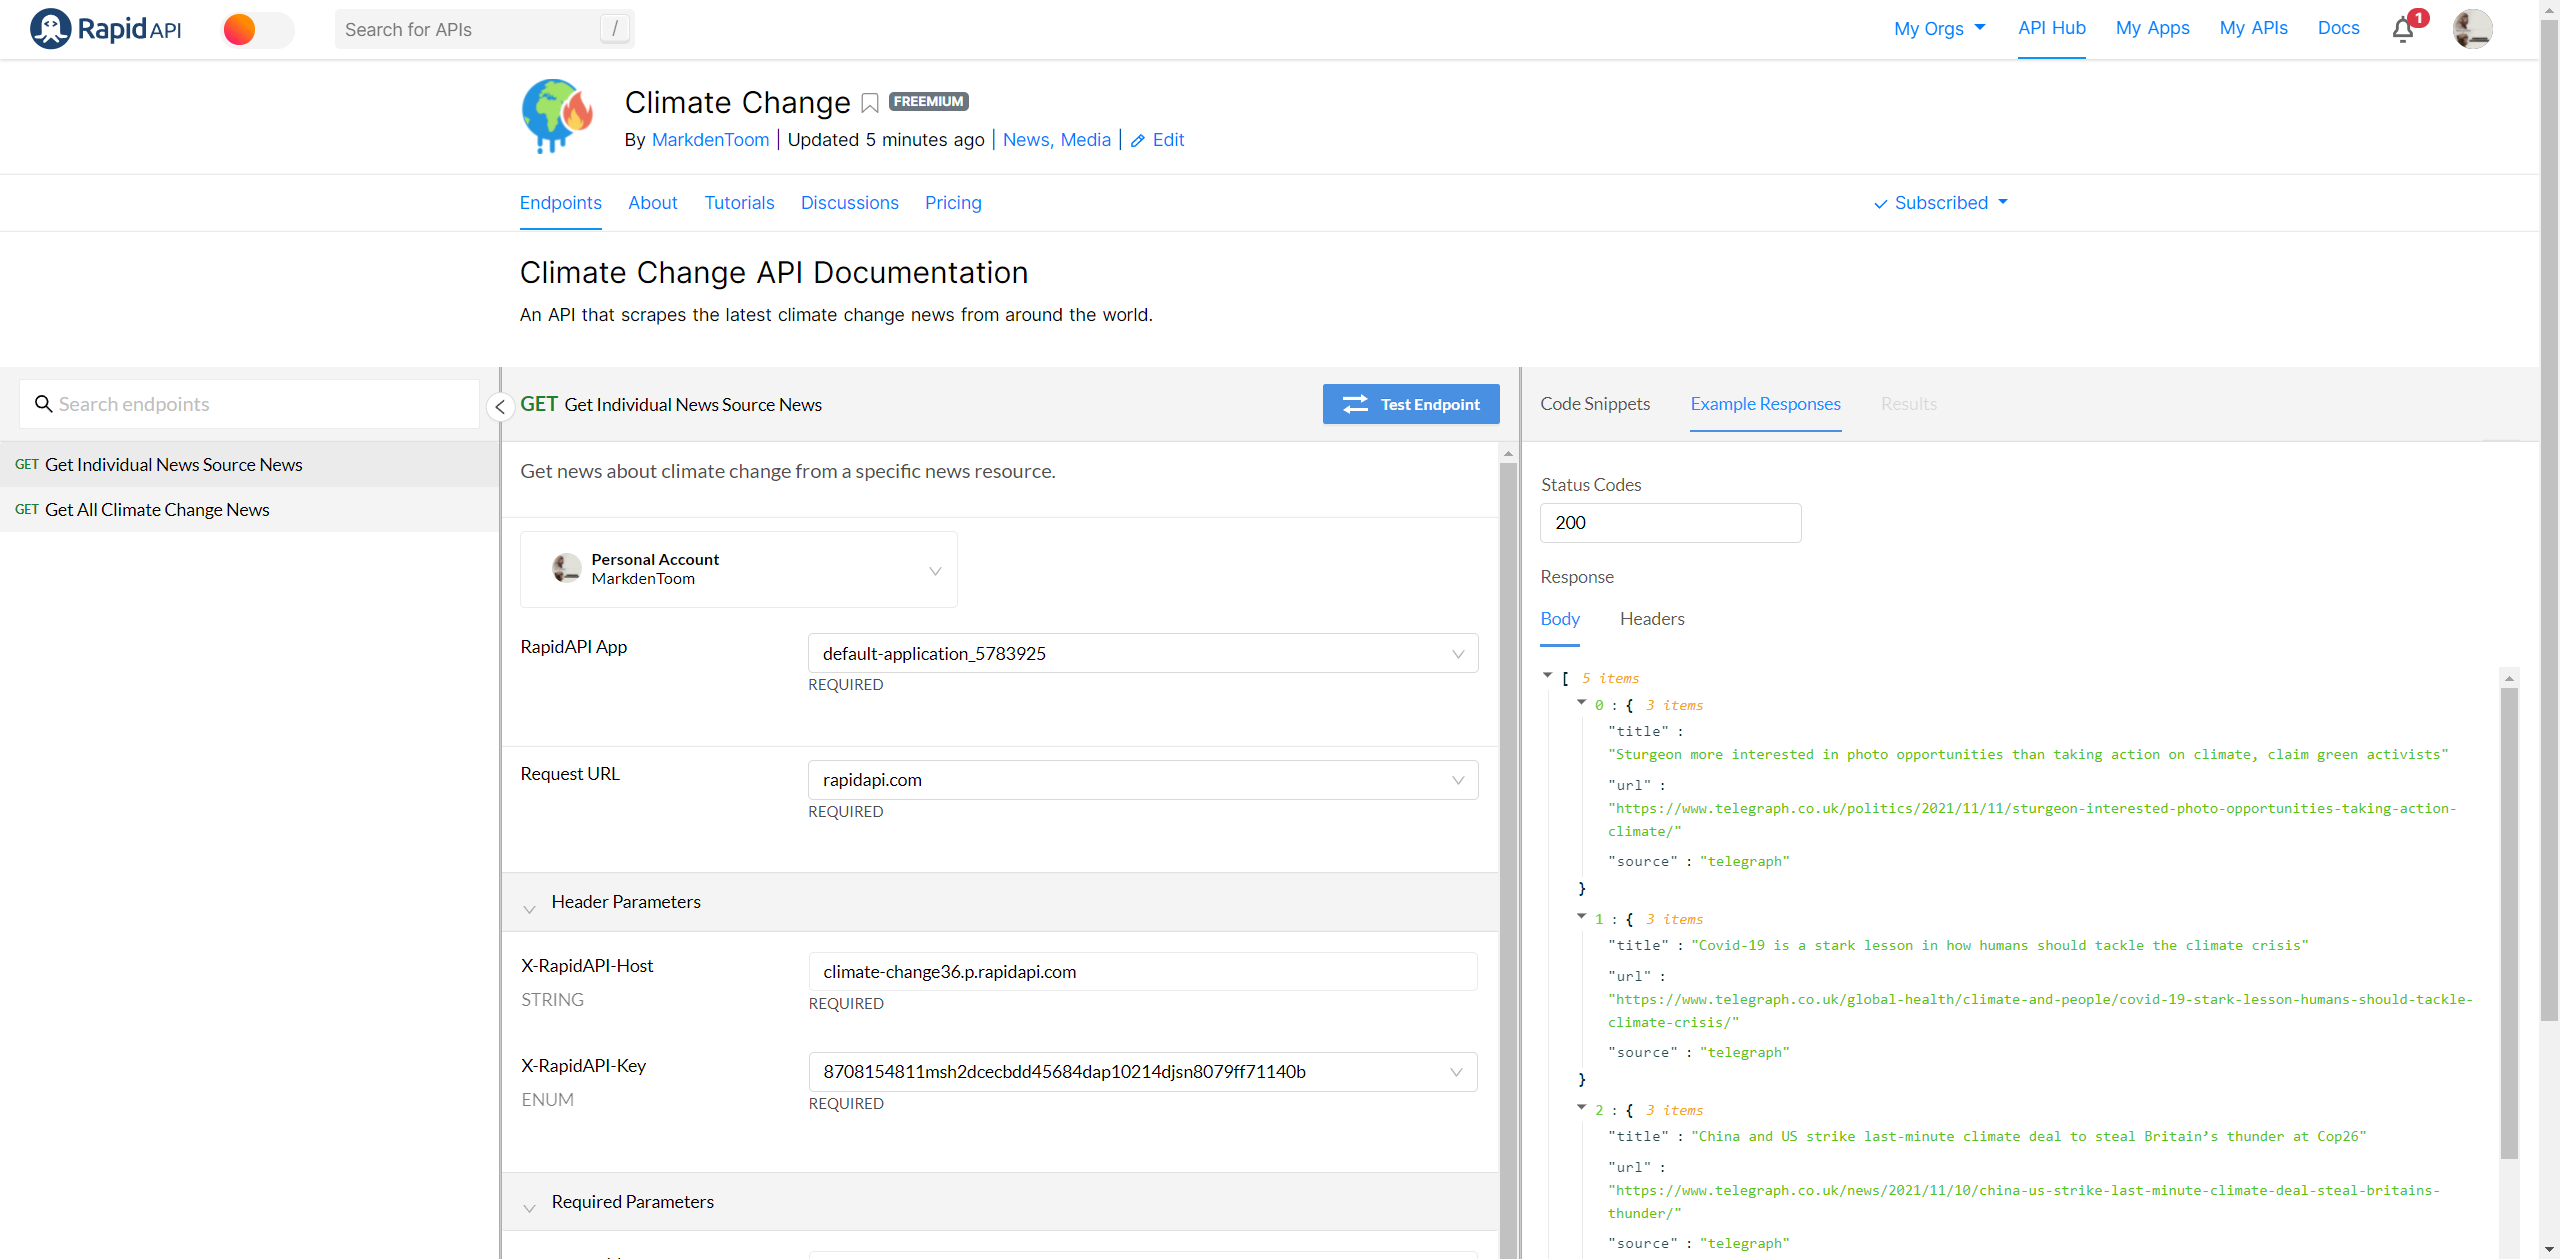 RapidAPI
Search for APIs
/
My Orgs
API Hub
My Apps
My APIs
Docs
1
Climate Change
FREEMIUM
By MarkdenToom | Updated 5 minutes ago | News, Media | Edit
Endpoints
About
Tutorials
Discussions
Pricing
Subscribed
Climate Change API Documentation
An API that scrapes the latest climate change news from around the world.
Search endpoints
GET Get Individual News Source News
GET Get All Climate Change News
GET Get Individual News Source News
Test Endpoint
Get news about climate change from a specific news resource.
Personal Account
MarkdenToom
RapidAPI App
default-application_5783925
REQUIRED
Request URL
rapidapi.com
REQUIRED
Header Parameters
X-RapidAPI-Host
STRING
climate-change36.p.rapidapi.com
REQUIRED
X-RapidAPI-Key
ENUM
8708154811msh2dcecbdd45684dap10214djsn8079ff71140b
REQUIRED
Required Parameters
Code Snippets
Example Responses
Results
Status Codes
200
Response
Body
Headers
[ 5 items
0 : { 3 items
"title" :
"Sturgeon more interested in photo opportunities than taking action on climate, claim green activists"
"url" :
"https://www.telegraph.co.uk/politics/2021/11/11/sturgeon-interested-photo-opportunities-taking-action-
climate/"
"source" : "telegraph"
}
1 : { 3 items
"title" : "Covid-19 is a stark lesson in how humans should tackle the climate crisis"
"url" :
"https://www.telegraph.co.uk/global-health/climate-and-people/covid-19-stark-lesson-humans-should-tackle-
climate-crisis/"
"source" : "telegraph"
}
2 : { 3 items
"title" : "China and US strike last-minute climate deal to steal Britain’s thunder at Cop26"
"url" :
"https://www.telegraph.co.uk/news/2021/11/10/china-us-strike-last-minute-climate-deal-steal-britains-
thunder/"
"source" : "telegraph"